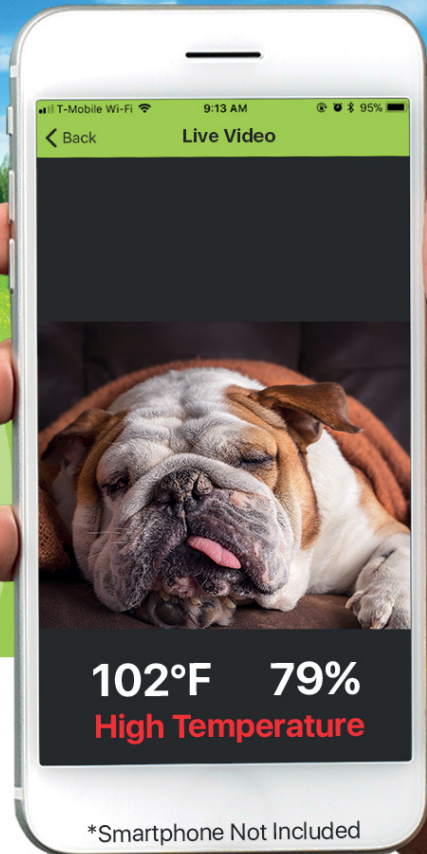 T-Mobile Wi-Fi 9:13 AM 95%
Back Live Video
102°F 79%
High Temperature
*Smartphone Not Included